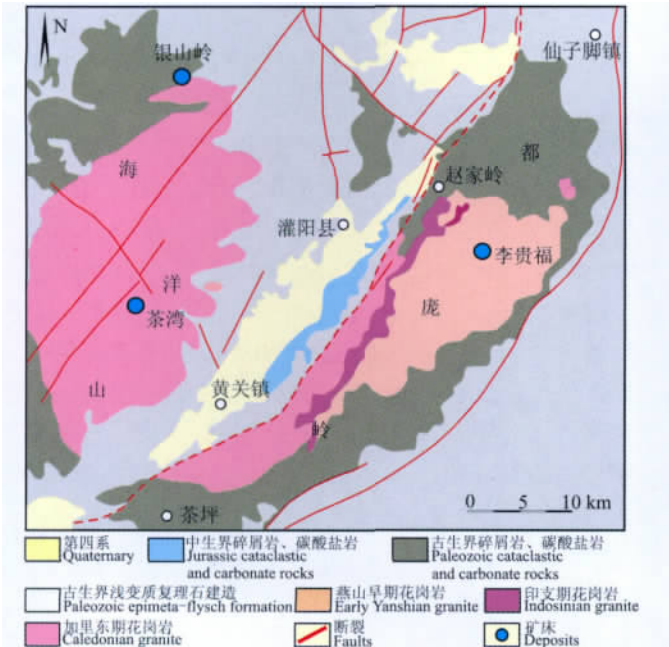 N
银山岭
仙子脚镇
海
都
赵家岭
灌阳县
李贵福
洋
茶湾
庞
山
黄关镇
岭
茶坪
0 5 10 km
第四系
Quaternary
中生界碎屑岩、碳酸盐岩
Jurassic cataclastic
and carbonate rocks
古生界碎屑岩、碳酸盐岩
Paleozoic cataclastic
and carbonate rocks
古生界浅变质复理石建造
Paleozoic epimeta-flysch formation
燕山早期花岗岩
Early Yanshian granite
印支期花岗岩
Indosinian granite
加里东期花岗岩
Caledonian granite
断裂
Faults
矿床
Deposits